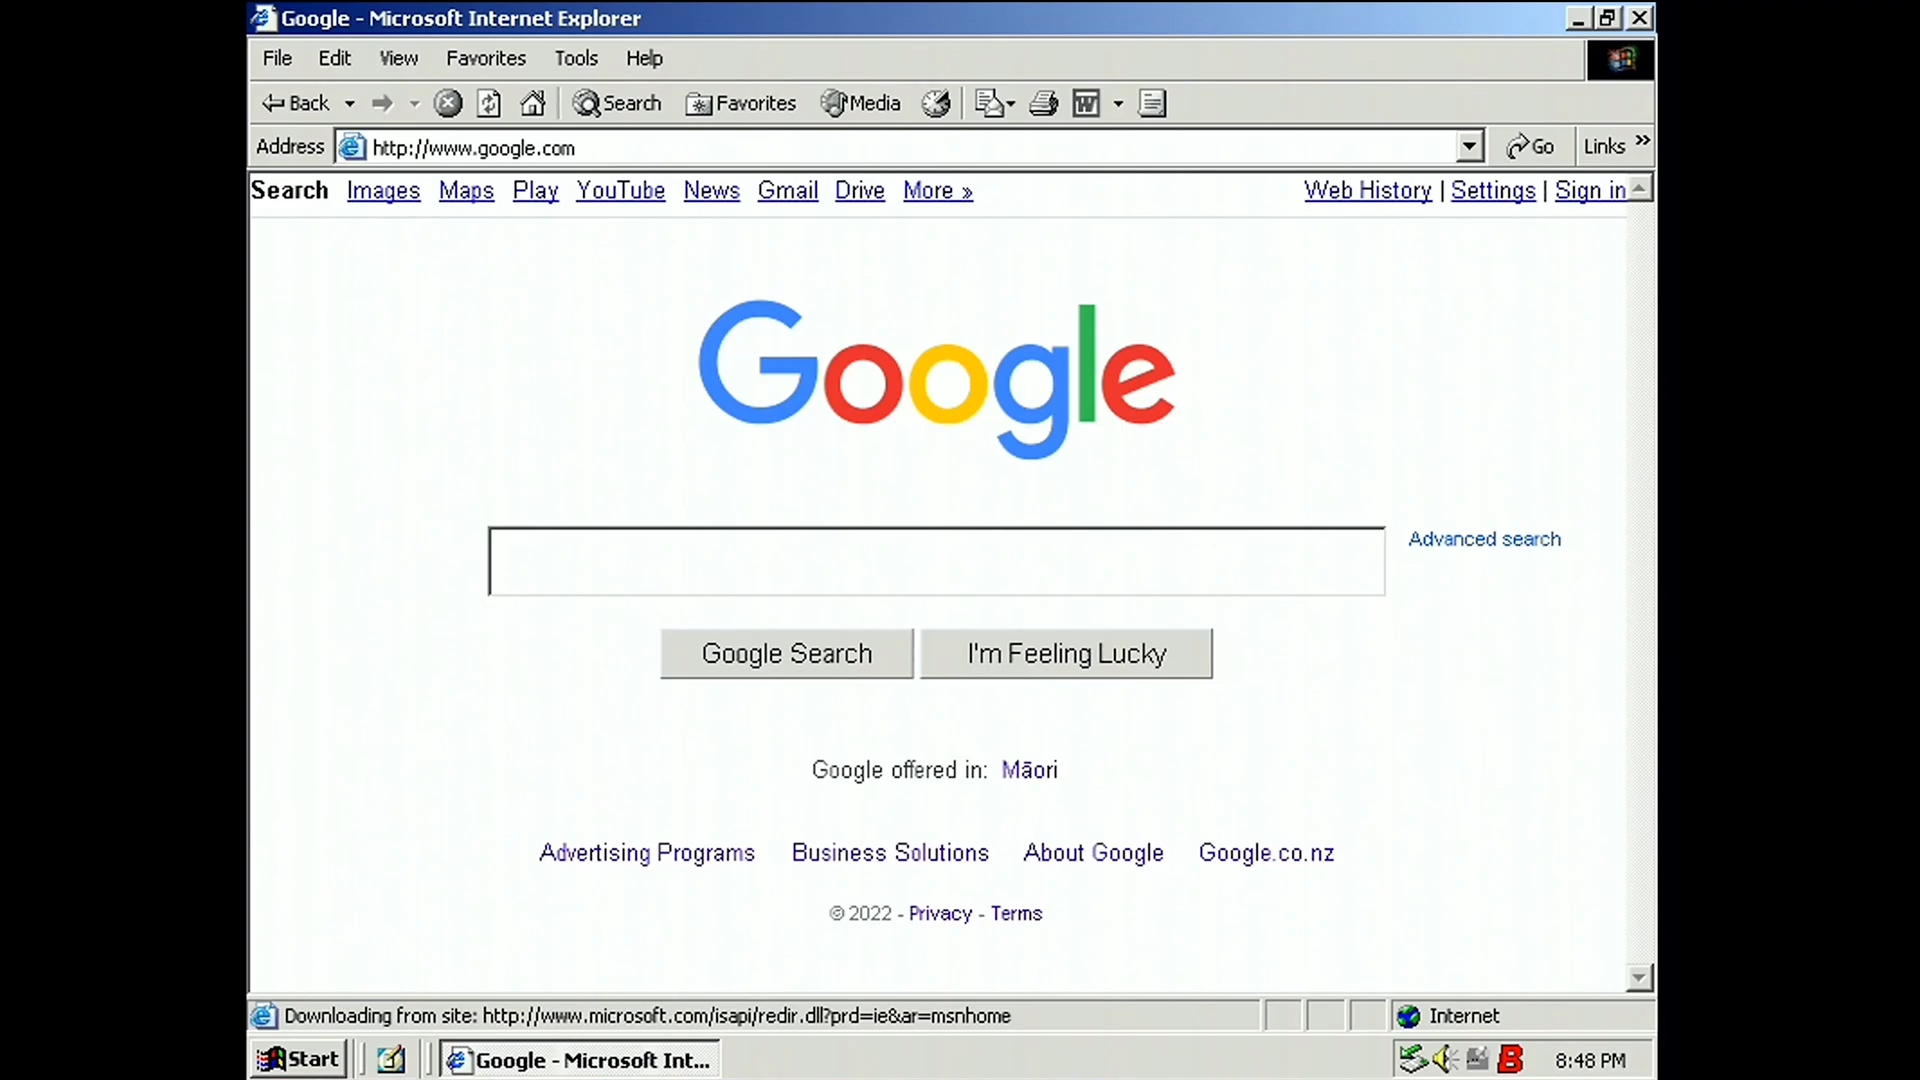 Google - Microsoft Internet Explorer
File Edit View Favorites Tools Help
Back Search Favorites Media
Address http://www.google.com Go Links »
Search Images Maps Play YouTube News Gmail Drive More » Web History | Settings | Sign in
Google
Advanced search
Google Search I'm Feeling Lucky
Google offered in: Māori
Advertising Programs Business Solutions About Google Google.co.nz
© 2022 - Privacy - Terms
Downloading from site: http://www.microsoft.com/isapi/redir.dll?prd=ie&ar=msnhome Internet
Start Google - Microsoft Int... B 8:48 PM